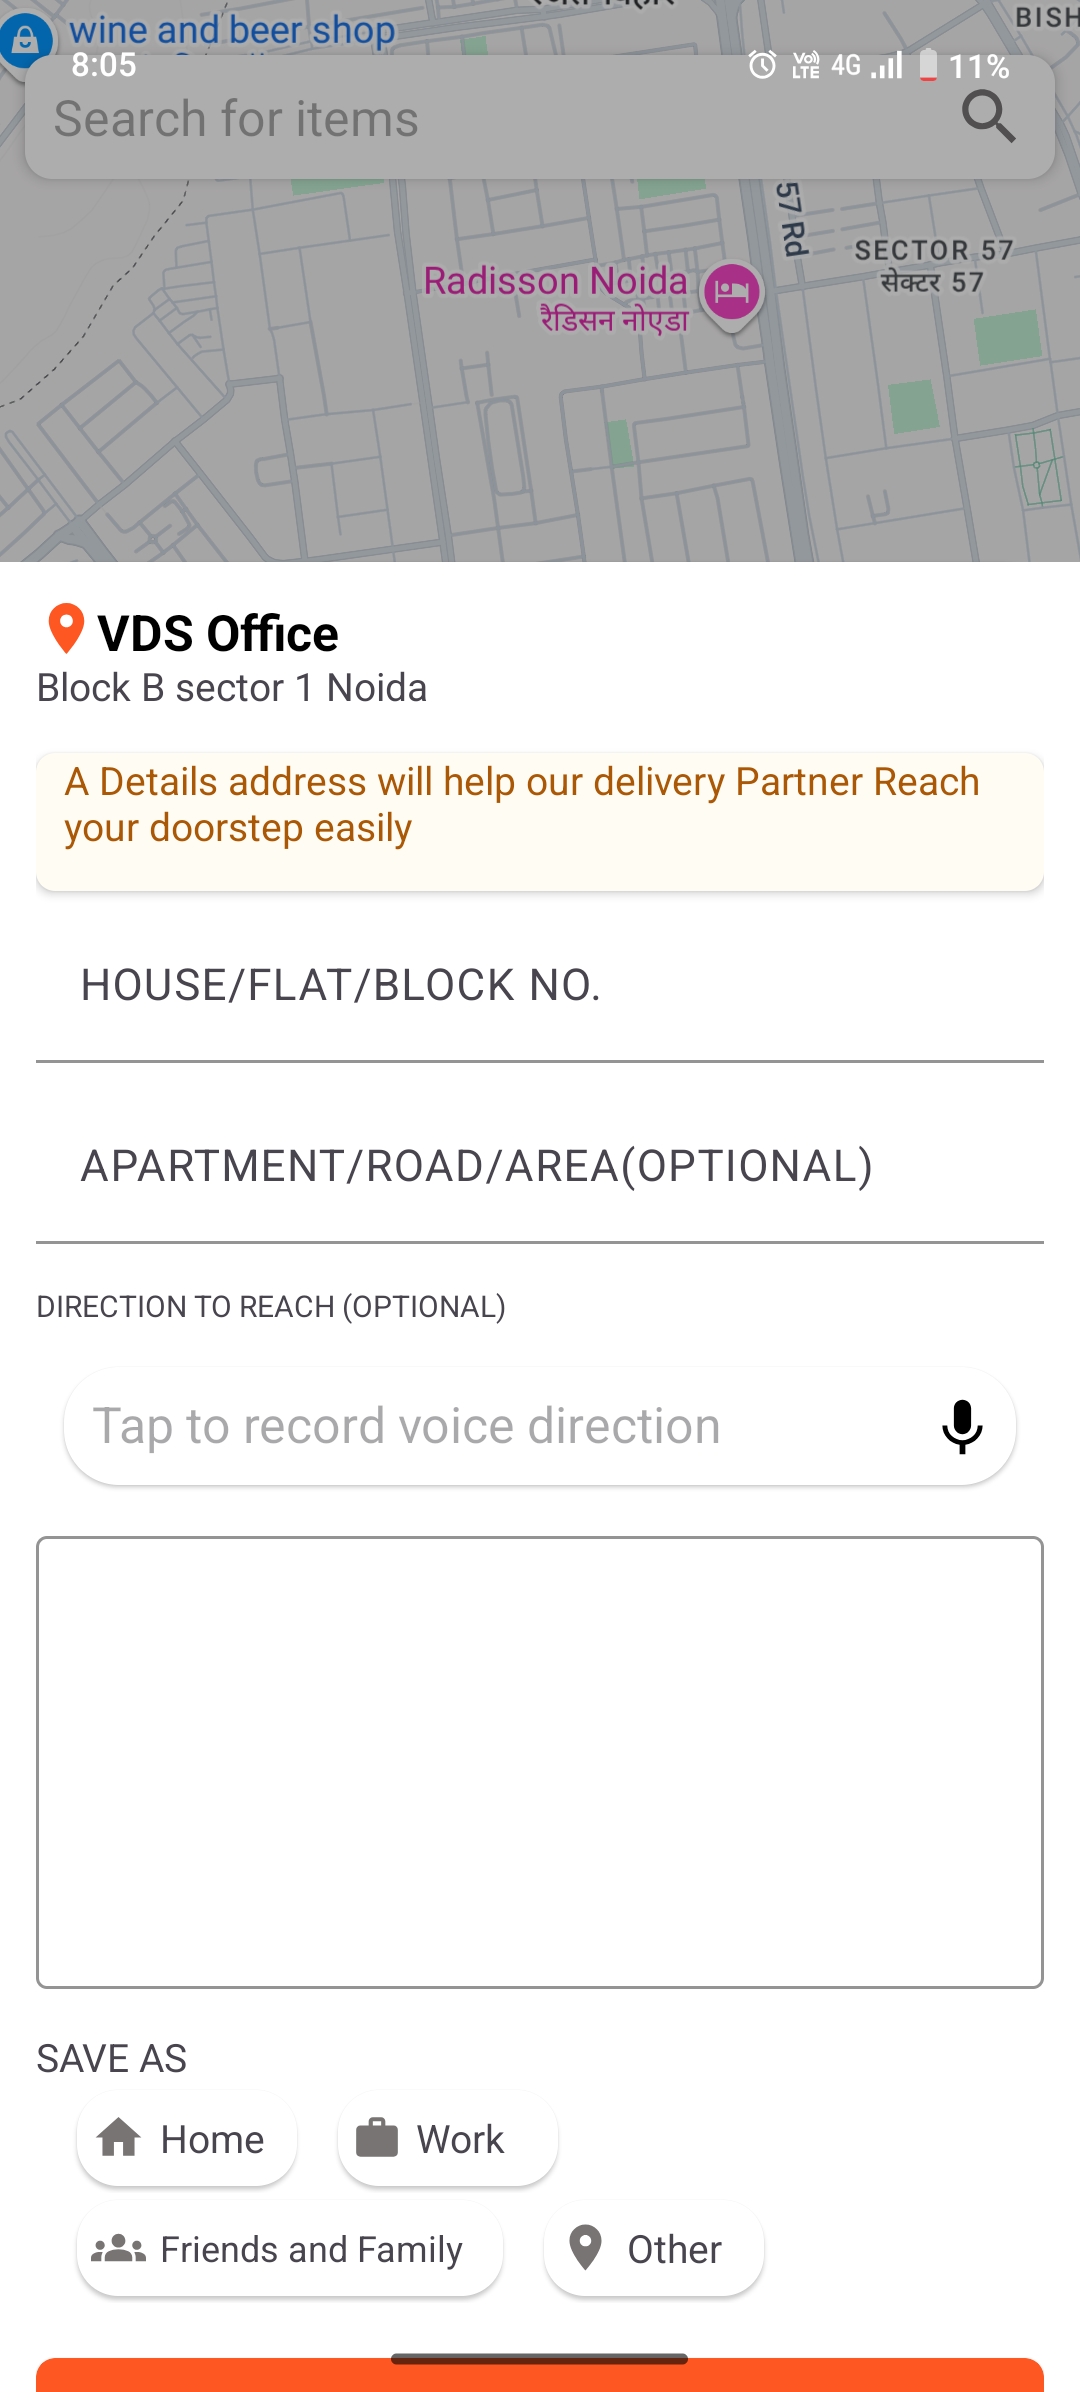 BISH
wine and beer shop
8:05
4G
11%
Search for items
57 Rd
SECTOR 57
सेक्टर 57
Radisson Noida
रैडिसन नोएडा
VDS Office
Block B sector 1 Noida
A Details address will help our delivery Partner Reach
your doorstep easily
HOUSE/FLAT/BLOCK NO.
APARTMENT/ROAD/AREA(OPTIONAL)
DIRECTION TO REACH (OPTIONAL)
Tap to record voice direction
SAVE AS
Home
Work
Friends and Family
Other